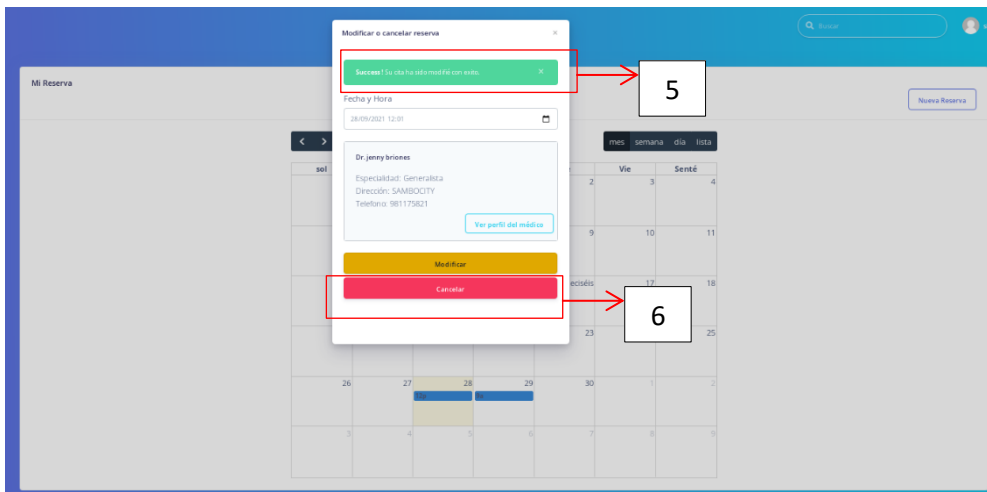 Modificar o cancelar reserva ×
Buscar
Success! Su cita ha sido modifié con exito. ×
5
Mi Reserva
Nueva Reserva
Fecha y Hora
28/09/2021 12:01
< >
mes semana día lista
Dr. jenny briones
Especialidad: Generalista
Dirección: SAMBOCITY
Telefono: 981175821
Ver perfil del médico
Modificar
Cancelar
6
sol Vie Senté
2 3 4
9 10 11
eciséis 17 18
23 25
26 27 28 29 30 1 2
12p 9a
3 4 5 6 7 8 9